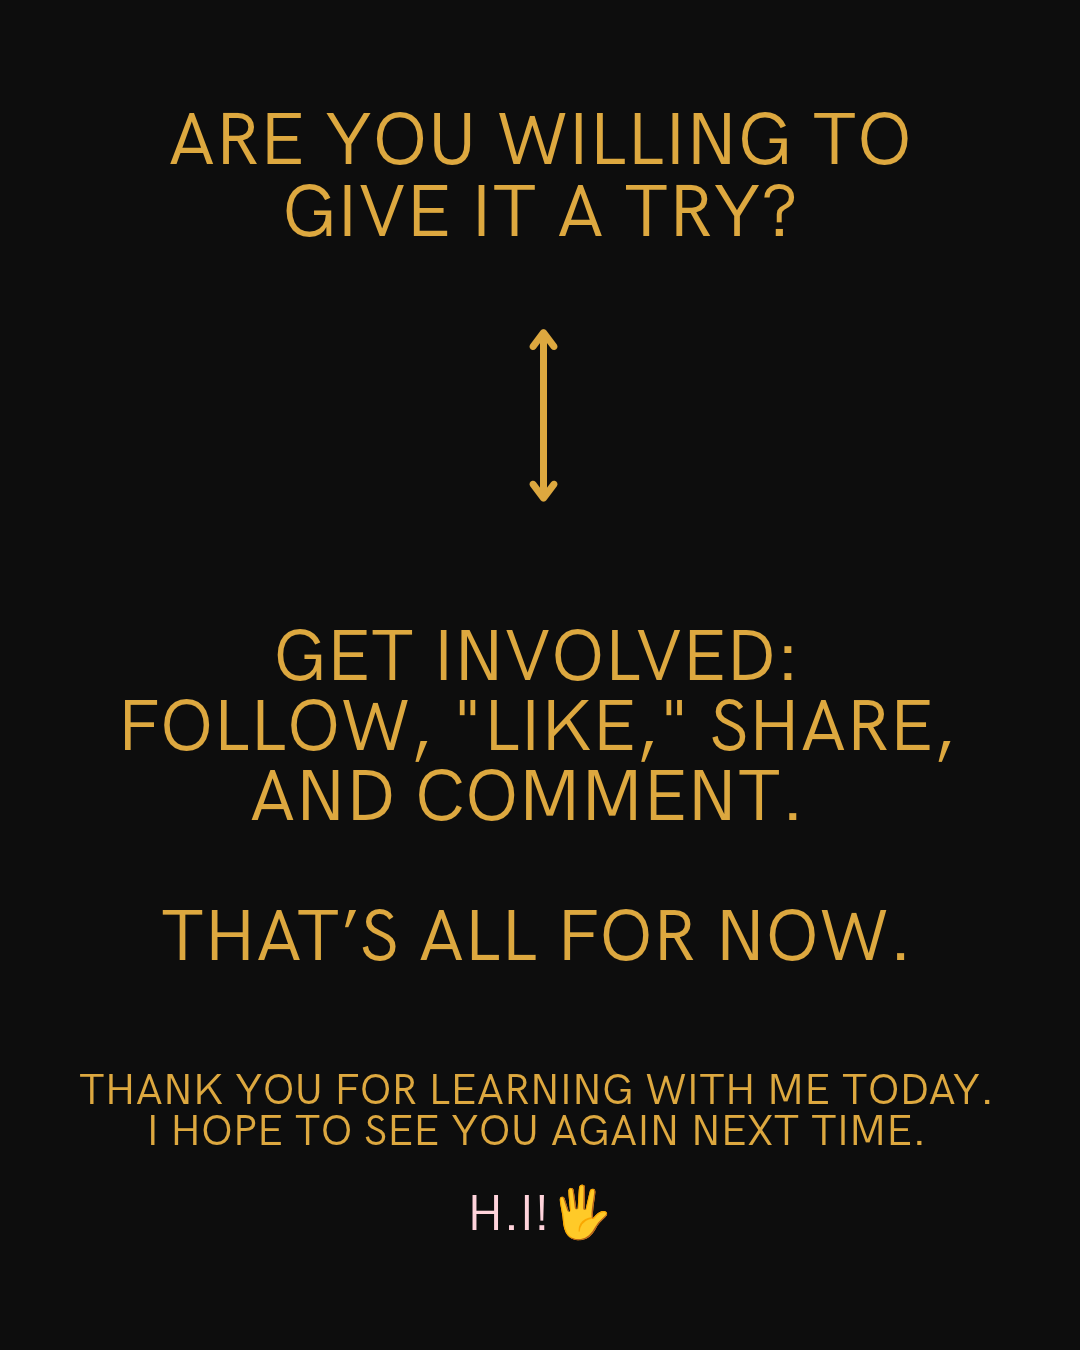 ARE YOU WILLING TO
GIVE IT A TRY?
GET INVOLVED:
FOLLOW, "LIKE," SHARE,
AND COMMENT.
THAT’S ALL FOR NOW.
THANK YOU FOR LEARNING WITH ME TODAY.
I HOPE TO SEE YOU AGAIN NEXT TIME.
H.I!🖐️